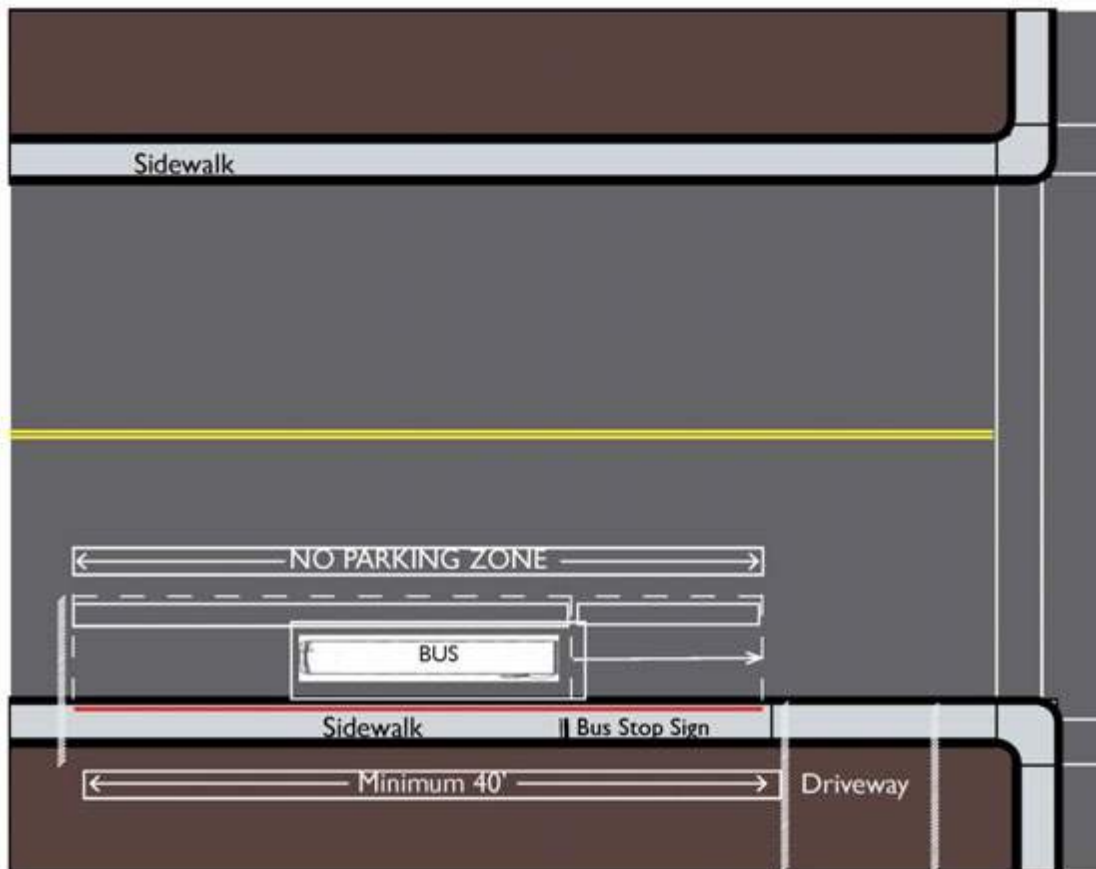 Sidewalk
NO PARKING ZONE
BUS
Sidewalk
Bus Stop Sign
Minimum 40'
Driveway